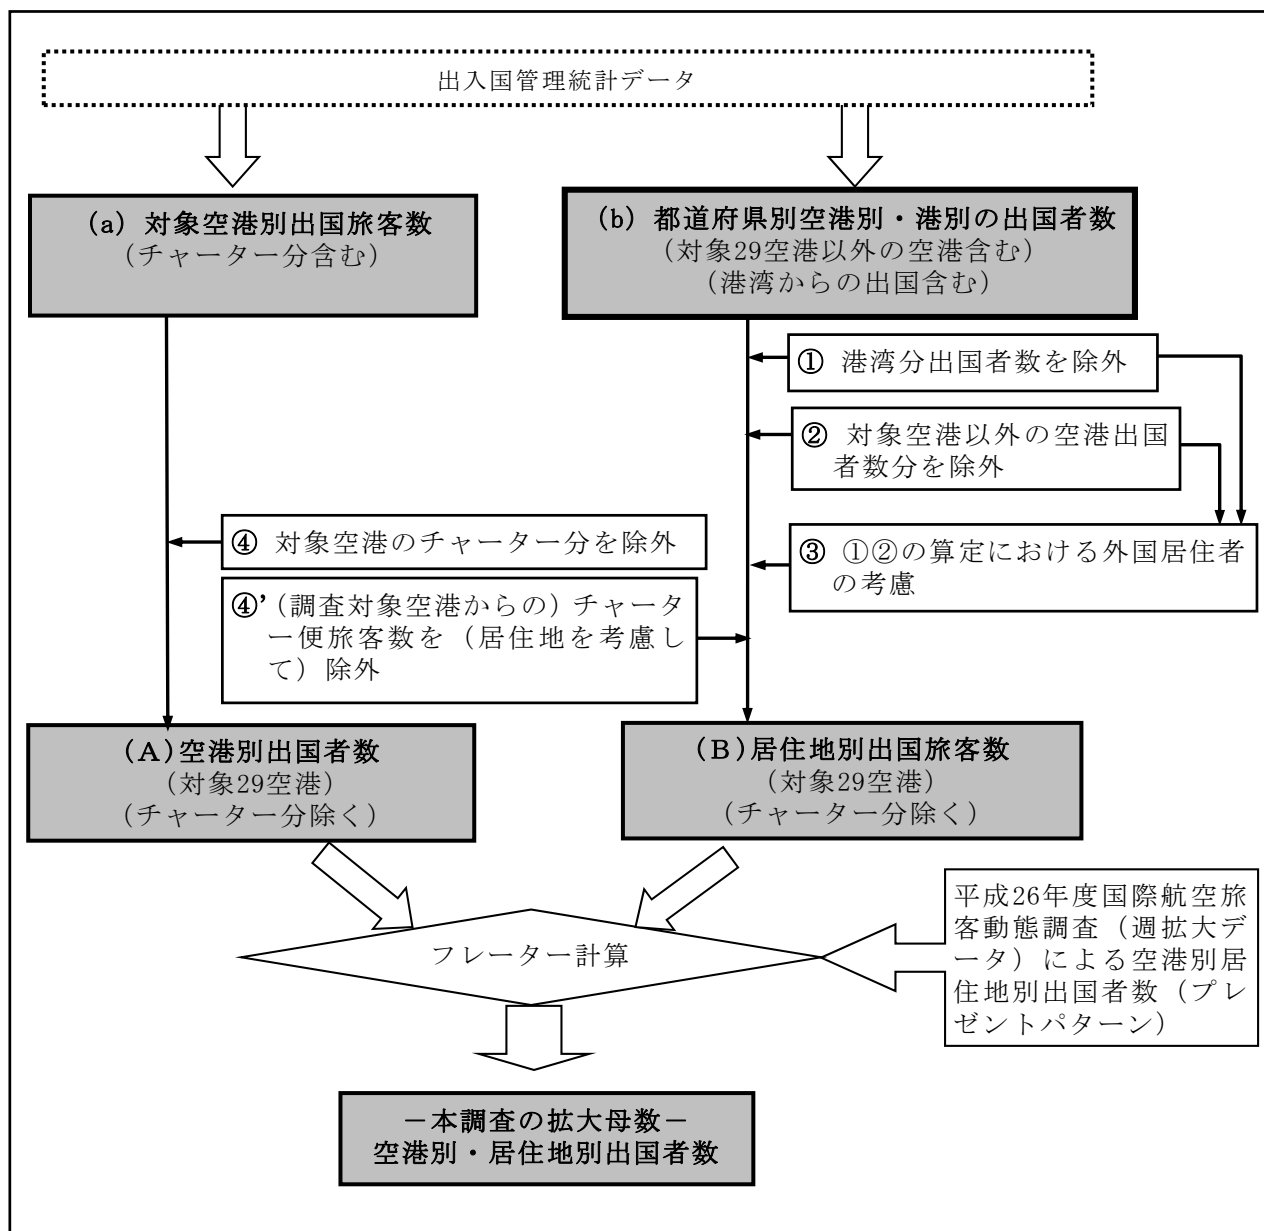 出入国管理統計データ
(a) 対象空港別出国旅客数
（チャーター分含む）
(b) 都道府県別空港別・港別の出国者数
（対象29空港以外の空港含む）
（港湾からの出国含む）
① 港湾分出国者数を除外
② 対象空港以外の空港出国
者数分を除外
③ ①②の算定における外国居住者
の考慮
④ 対象空港のチャーター分を除外
④’（調査対象空港からの）チャータ
ー便旅客数を（居住地を考慮し
て）除外
(A)空港別出国者数
（対象29空港）
（チャーター分除く）
(B)居住地別出国旅客数
（対象29空港）
（チャーター分除く）
フレーター計算
平成26年度国際航空旅
客動態調査（週拡大デ
ータ）による空港別居
住地別出国者数（プレ
ゼントパターン）
－本調査の拡大母数－
空港別・居住地別出国者数